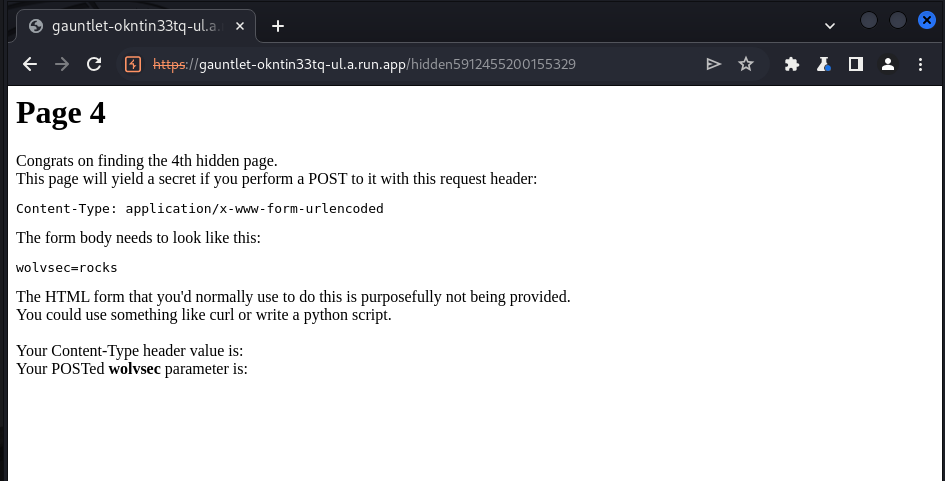 gauntlet-okntin33tq-ul.a.
https://gauntlet-okntin33tq-ul.a.run.app/hidden5912455200155329
Page 4
Congrats on finding the 4th hidden page.
This page will yield a secret if you perform a POST to it with this request header:
Content-Type: application/x-www-form-urlencoded
The form body needs to look like this:
wolvsec=rocks
The HTML form that you'd normally use to do this is purposefully not being provided.
You could use something like curl or write a python script.
Your Content-Type header value is:
Your POSTed wolvsec parameter is: